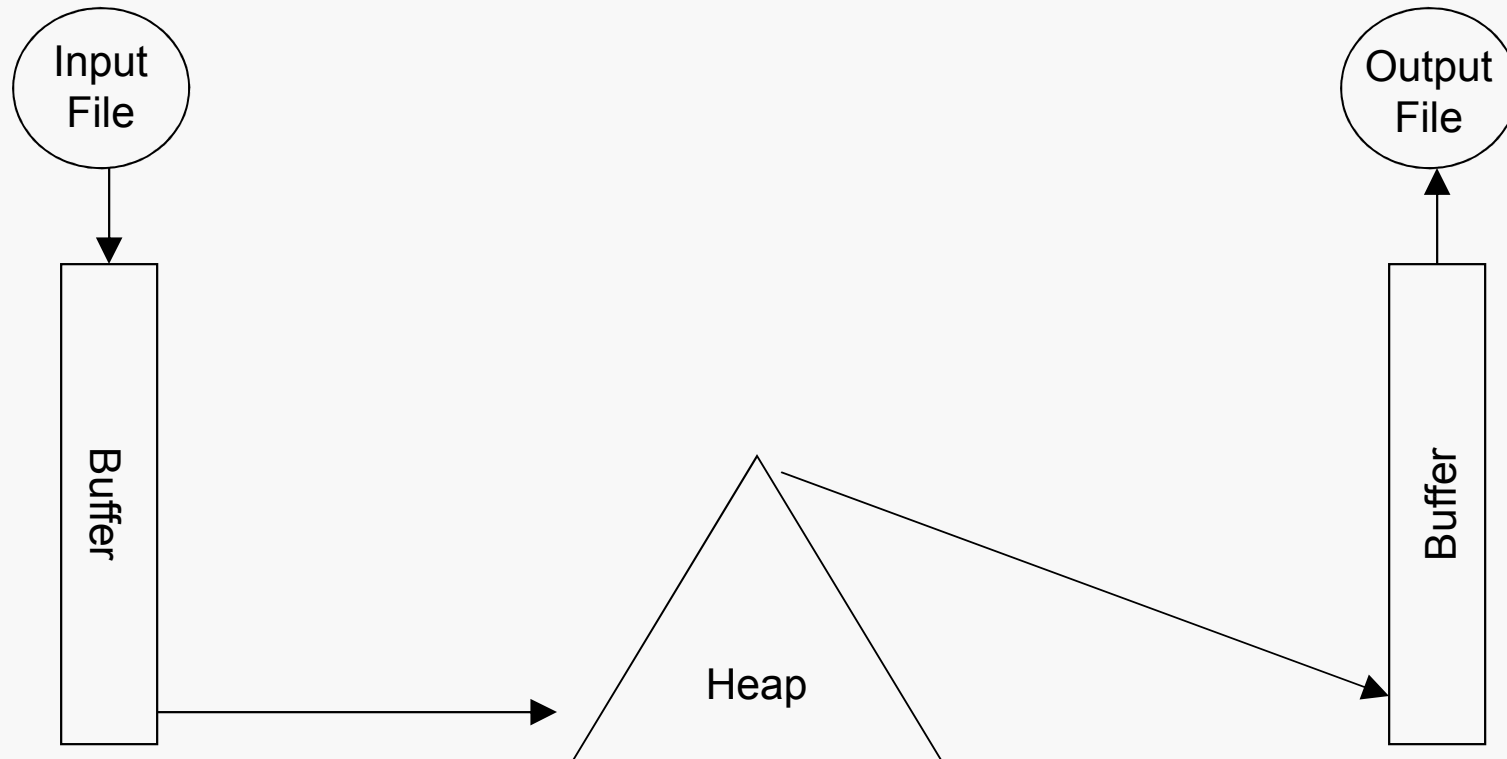 Input
File
Output
File
Buffer
Heap
Buffer